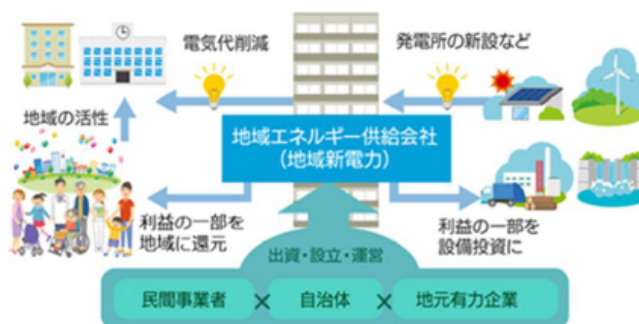 電気代削減
発電所の新設など
地域の活性
地域エネルギー供給会社
(地域新電力)
利益の一部を
地域に還元
利益の一部を
設備投資に
出資・設立・運営
民間事業者 × 自治体 × 地元有力企業